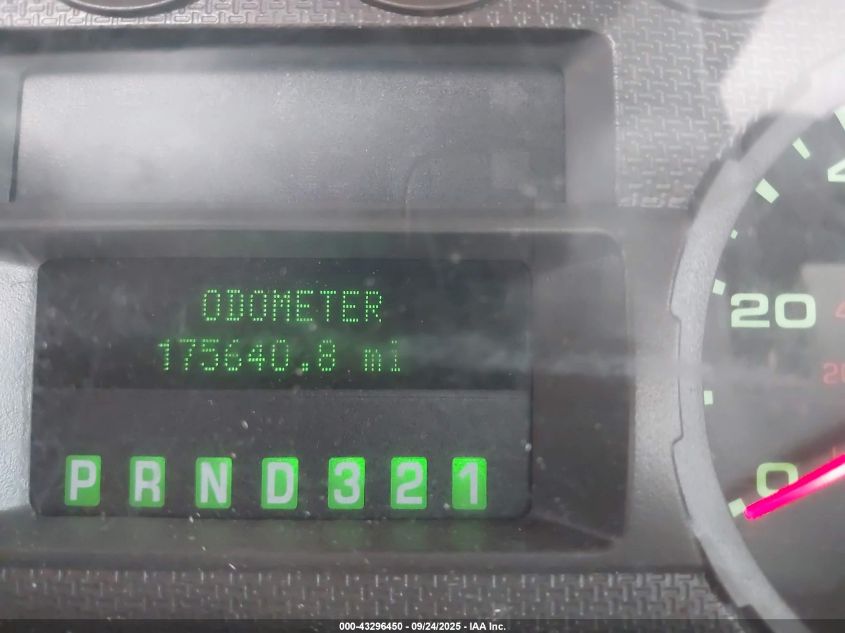 ODOMETER
175640.8 mi
P R N D 3 2 1
20
0
000-43296450 - 09/24/2025 - IAA Inc.